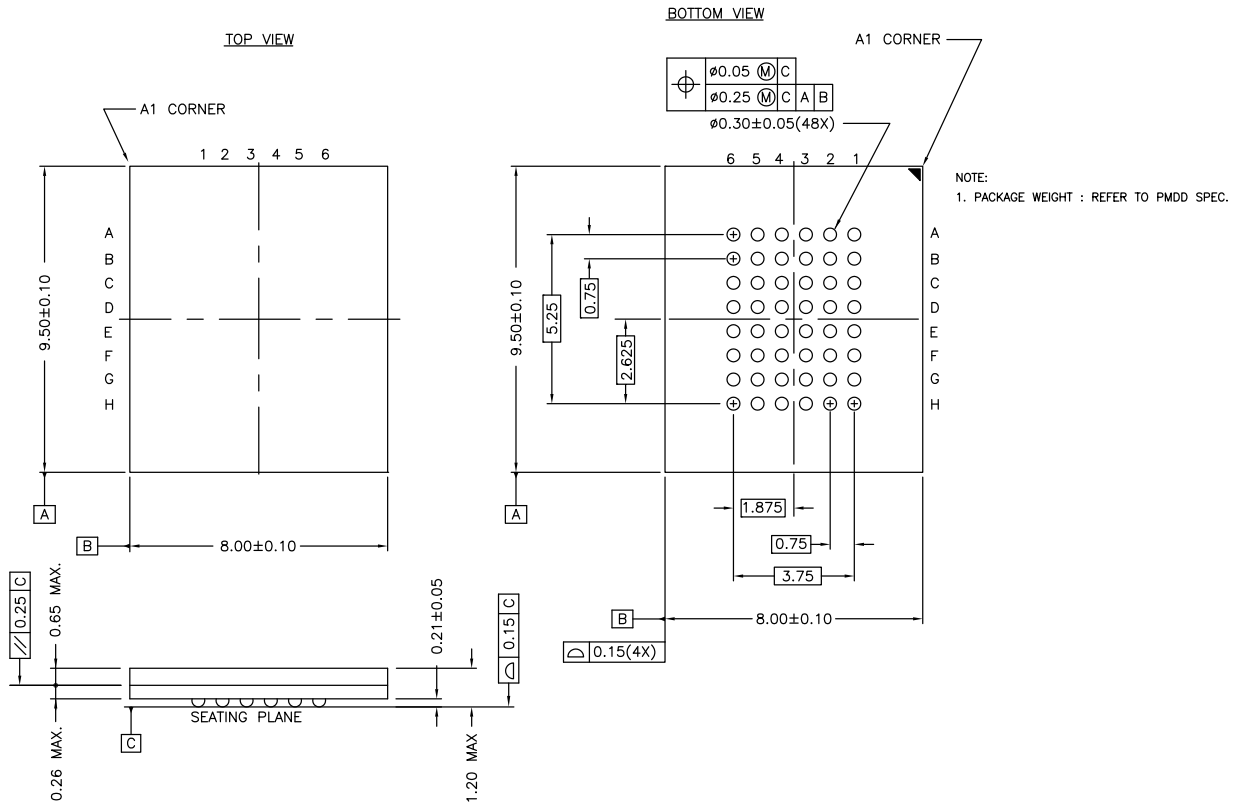 TOP VIEW
A1 CORNER
1 2 3 4 5 6
A
B
C
D
E
F
G
H
9.50±0.10
A
B
8.00±0.10
BOTTOM VIEW
A1 CORNER
ø0.05 Ⓜ C
ø0.25 Ⓜ C A B
ø0.30±0.05(48X)
6 5 4 3 2 1
A
B
C
D
E
F
G
H
9.50±0.10
5.25
0.75
2.625
A
1.875
0.75
3.75
B
8.00±0.10
0.15(4X)
NOTE:
1. PACKAGE WEIGHT : REFER TO PMDD SPEC.
0.25 C
0.65 MAX.
0.26 MAX.
SEATING PLANE
C
0.21±0.05
1.20 MAX.
0.15 C